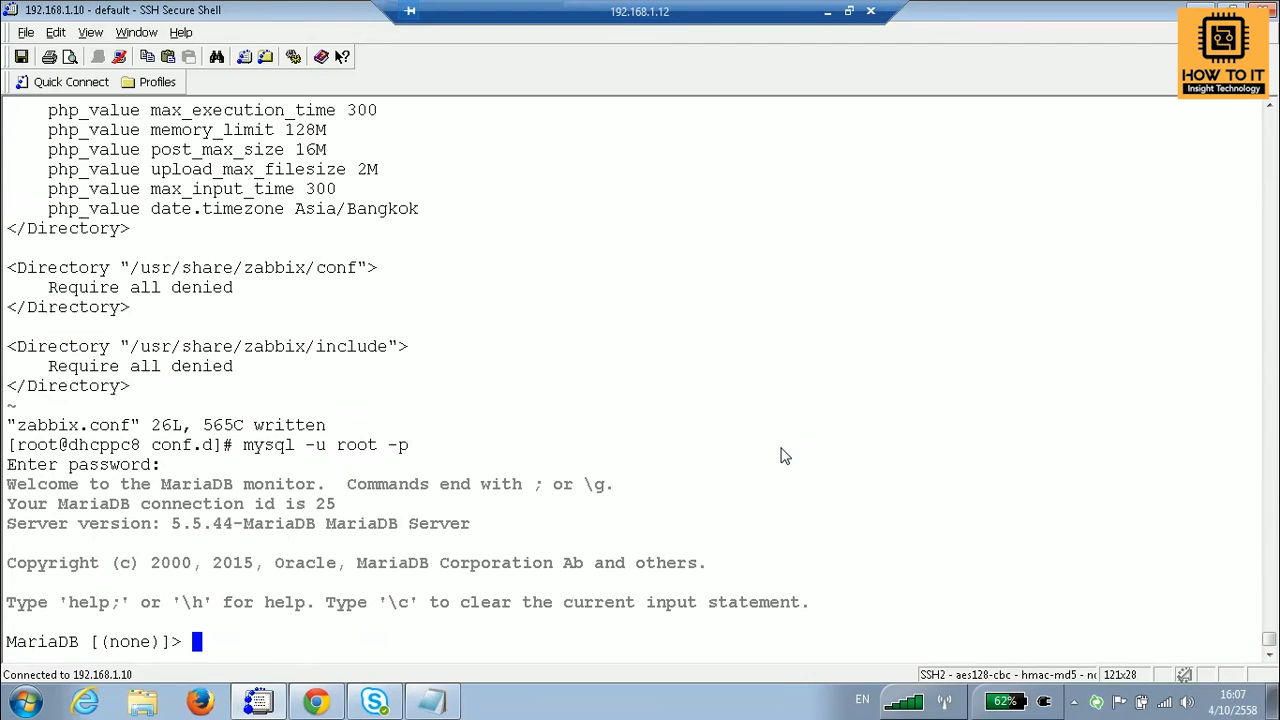 192.168.1.10 - default - SSH Secure Shell
192.168.1.12
File Edit View Window Help
Quick Connect Profiles
HOW TO IT
Insight Technology
php_value max_execution_time 300
php_value memory_limit 128M
php_value post_max_size 16M
php_value upload_max_filesize 2M
php_value max_input_time 300
php_value date.timezone Asia/Bangkok
</Directory>
<Directory "/usr/share/zabbix/conf">
Require all denied
</Directory>
<Directory "/usr/share/zabbix/include">
Require all denied
</Directory>
~
"zabbix.conf" 26L, 565C written
[root@dhcppc8 conf.d]# mysql -u root -p
Enter password:
Welcome to the MariaDB monitor.  Commands end with ; or \g.
Your MariaDB connection id is 25
Server version: 5.5.44-MariaDB MariaDB Server
Copyright (c) 2000, 2015, Oracle, MariaDB Corporation Ab and others.
Type 'help;' or '\h' for help. Type '\c' to clear the current input statement.
MariaDB [(none)]>
Connected to 192.168.1.10
SSH2 - aes128-cbc - hmac-md5 - nc
121x28
EN
62%
16:07
4/10/2558